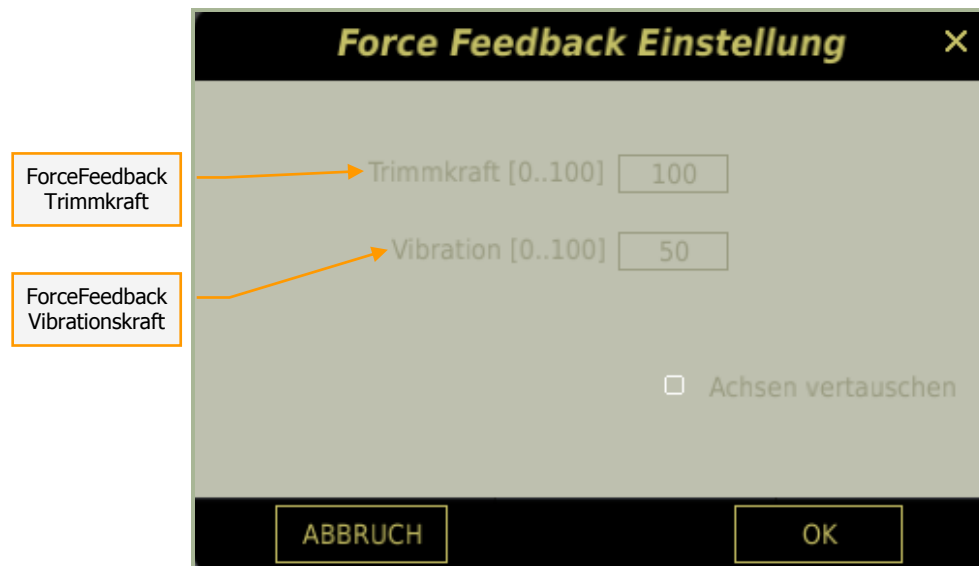 Force Feedback Einstellung
ForceFeedback
Trimmkraft
Trimmkraft [0..100] 100
Vibration [0..100] 50
ForceFeedback
Vibrationskraft
Achsen vertauschen
ABBRUCH OK